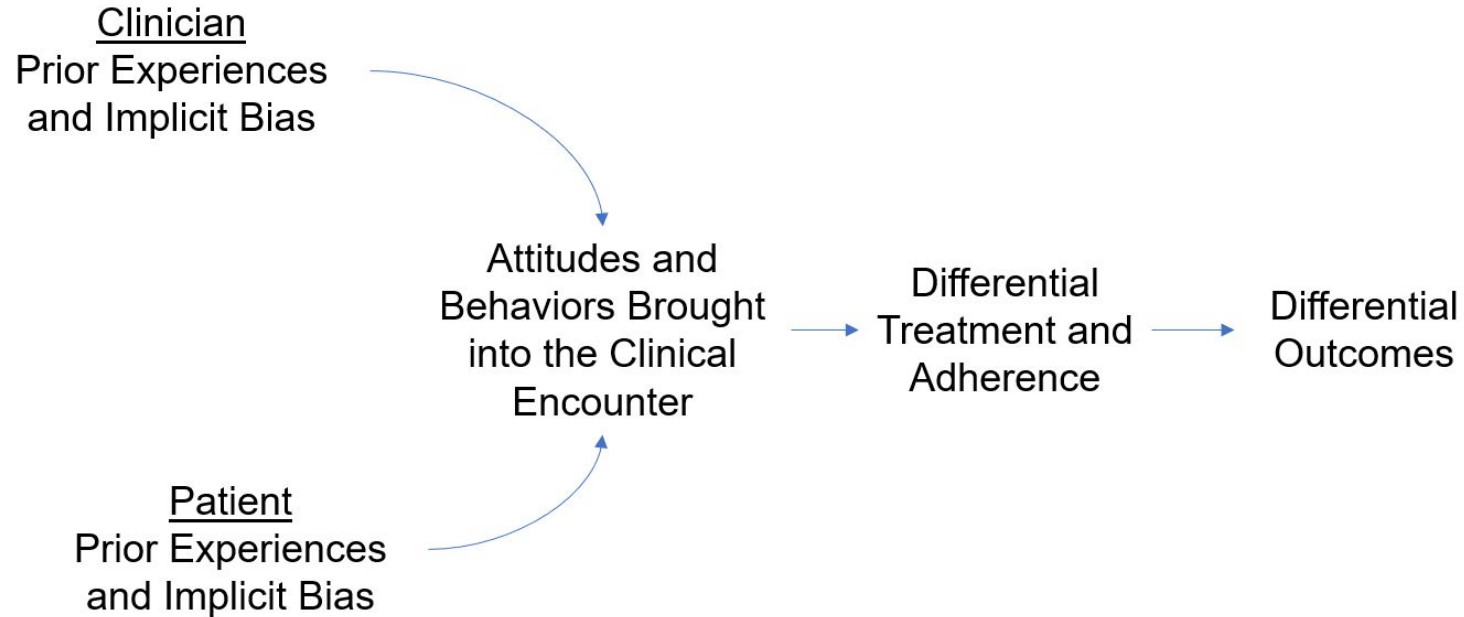 Clinician
Prior Experiences
and Implicit Bias
Attitudes and
Behaviors Brought
into the Clinical
Encounter
Differential
Treatment and
Adherence
Differential
Outcomes
Patient
Prior Experiences
and Implicit Bias